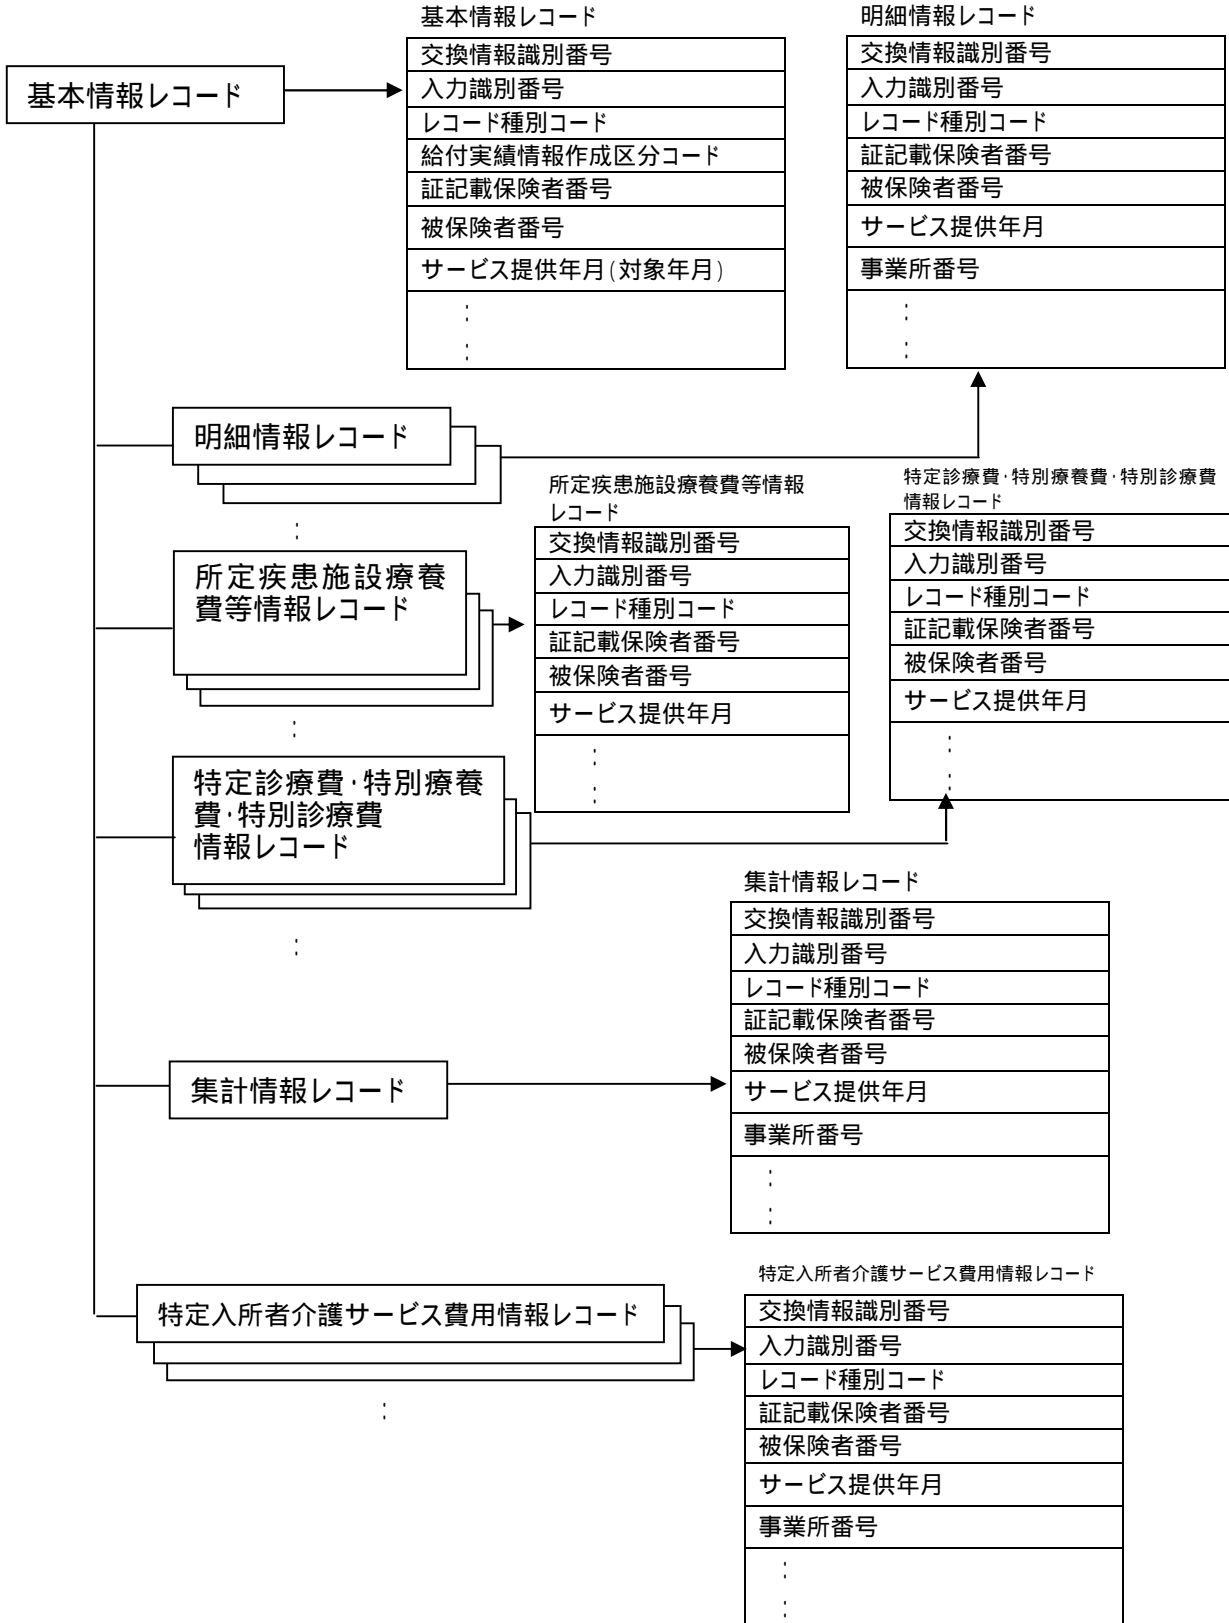 基本情報レコード
基本情報レコード
交換情報識別番号
入力識別番号
レコード種別コード
給付実績情報作成区分コード
証記載保険者番号
被保険者番号
サービス提供年月(対象年月)
:
:
明細情報レコード
交換情報識別番号
入力識別番号
レコード種別コード
証記載保険者番号
被保険者番号
サービス提供年月
事業所番号
:
:
明細情報レコード
:
所定疾患施設療養
費等情報レコード
:
所定疾患施設療養費等情報
レコード
交換情報識別番号
入力識別番号
レコード種別コード
証記載保険者番号
被保険者番号
サービス提供年月
:
:
特定診療費・特別療養費・特別診療費
情報レコード
交換情報識別番号
入力識別番号
レコード種別コード
証記載保険者番号
被保険者番号
サービス提供年月
:
:
特定診療費・特別療養
費・特別診療費
情報レコード
:
集計情報レコード
集計情報レコード
交換情報識別番号
入力識別番号
レコード種別コード
証記載保険者番号
被保険者番号
サービス提供年月
事業所番号
:
:
特定入所者介護サービス費用情報レコード
:
特定入所者介護サービス費用情報レコード
交換情報識別番号
入力識別番号
レコード種別コード
証記載保険者番号
被保険者番号
サービス提供年月
事業所番号
:
: